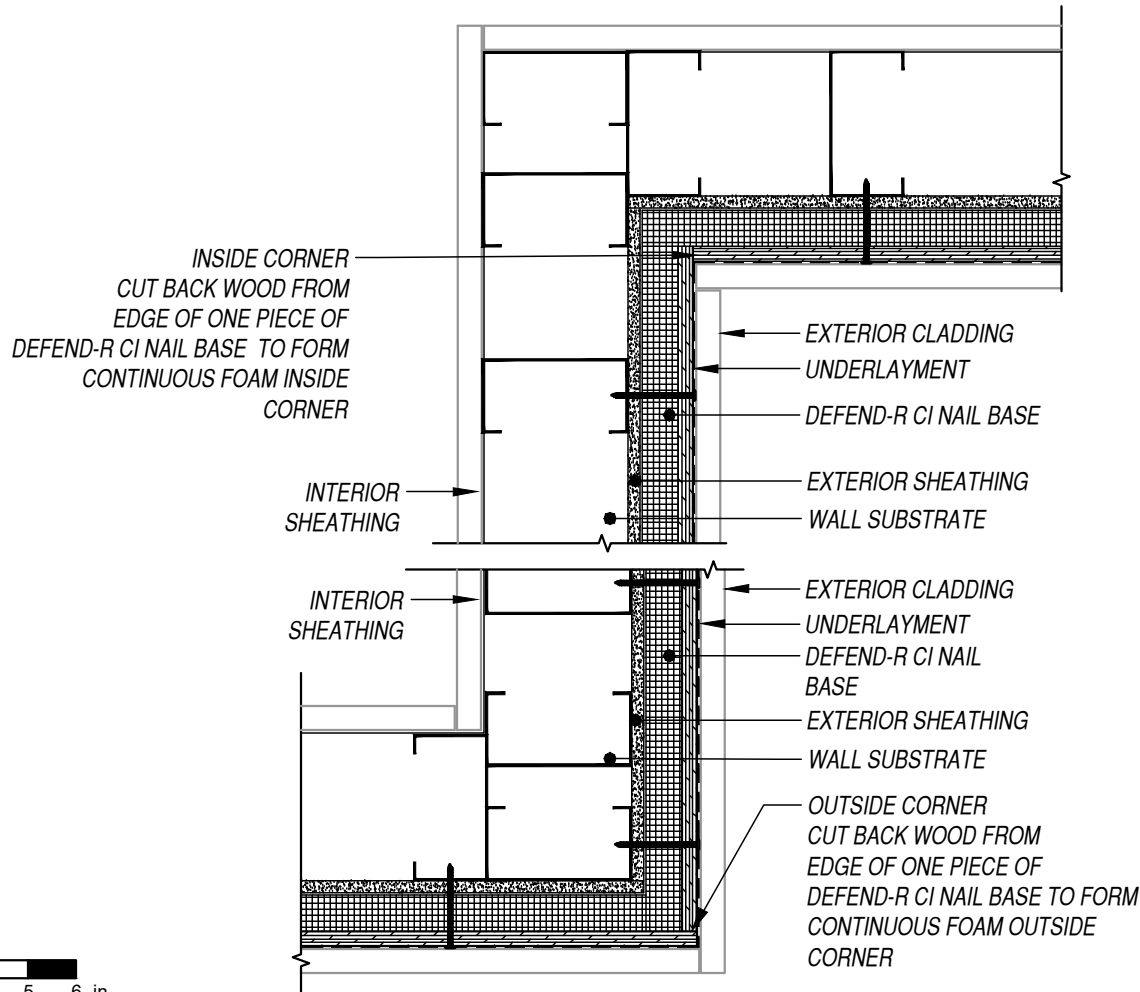 INSIDE CORNER
CUT BACK WOOD FROM
EDGE OF ONE PIECE OF
DEFEND-R CI NAIL BASE TO FORM
CONTINUOUS FOAM INSIDE
CORNER
INTERIOR
SHEATHING
INTERIOR
SHEATHING
EXTERIOR CLADDING
UNDERLAYMENT
DEFEND-R CI NAIL BASE
EXTERIOR SHEATHING
WALL SUBSTRATE
EXTERIOR CLADDING
UNDERLAYMENT
DEFEND-R CI NAIL
BASE
EXTERIOR SHEATHING
WALL SUBSTRATE
OUTSIDE CORNER
CUT BACK WOOD FROM
EDGE OF ONE PIECE OF
DEFEND-R CI NAIL BASE TO FORM
CONTINUOUS FOAM OUTSIDE
CORNER
5 6 in